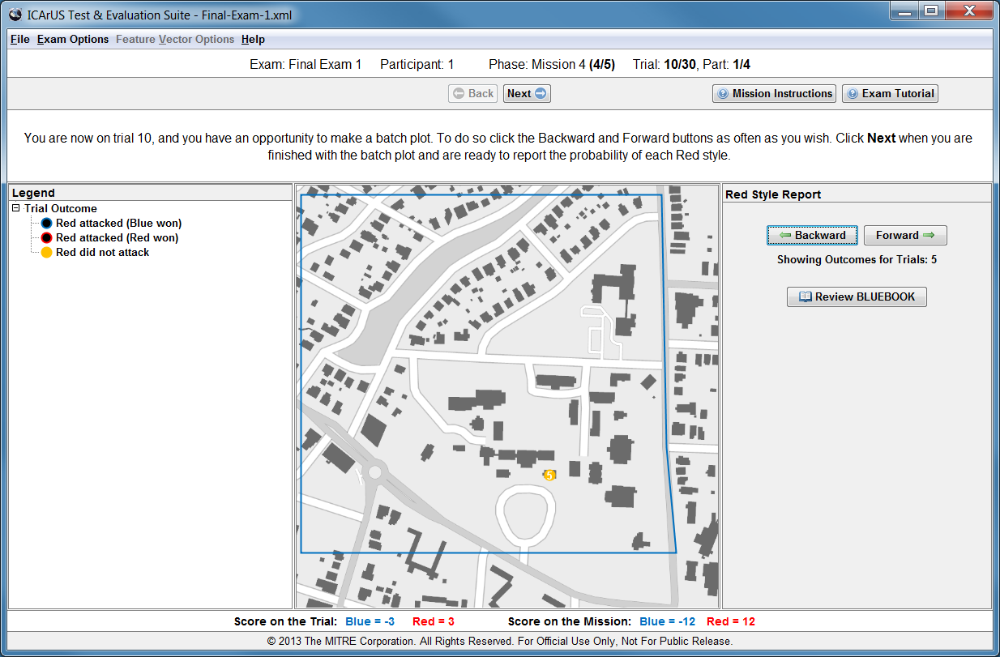 ICArUS Test & Evaluation Suite - Final-Exam-1.xml
File Exam Options Feature Vector Options Help
Exam: Final Exam 1 Participant: 1 Phase: Mission 4 (4/5) Trial: 10/30, Part: 1/4
Back Next Mission Instructions Exam Tutorial
You are now on trial 10, and you have an opportunity to make a batch plot. To do so click the Backward and Forward buttons as often as you wish. Click Next when you are
finished with the batch plot and are ready to report the probability of each Red style.
Legend
Trial Outcome
Red attacked (Blue won)
Red attacked (Red won)
Red did not attack
5
Red Style Report
Backward Forward
Showing Outcomes for Trials: 5
Review BLUEBOOK
Score on the Trial: Blue = -3 Red = 3 Score on the Mission: Blue = -12 Red = 12
© 2013 The MITRE Corporation. All Rights Reserved. For Official Use Only, Not For Public Release.